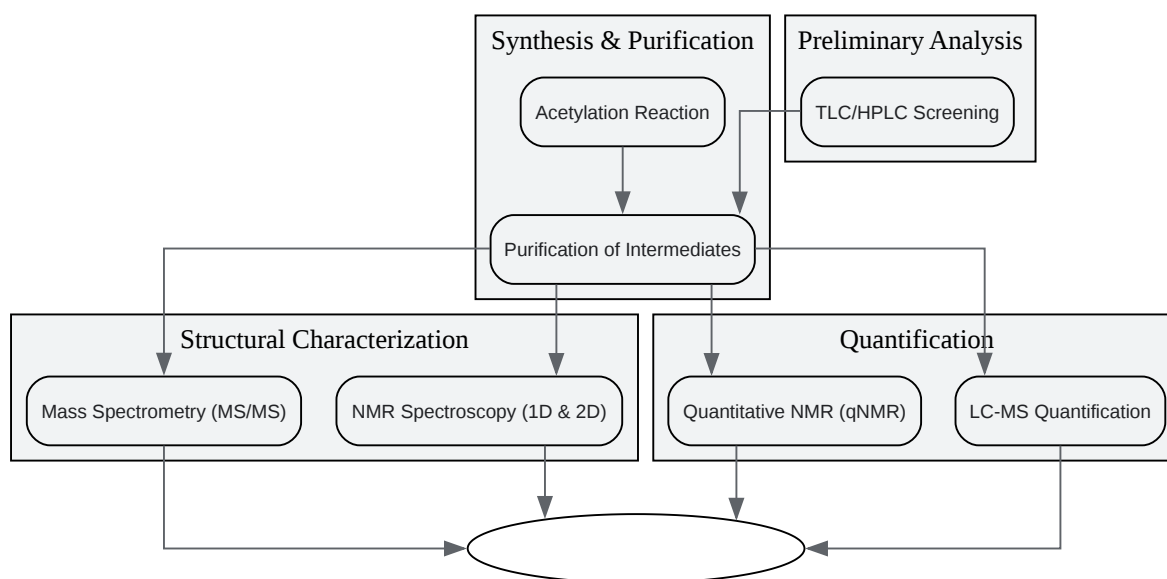 Synthesis & Purification
Preliminary Analysis
Acetylation Reaction
TLC/HPLC Screening
Purification of Intermediates
Structural Characterization
Quantification
Mass Spectrometry (MS/MS)
NMR Spectroscopy (1D & 2D)
Quantitative NMR (qNMR)
LC-MS Quantification